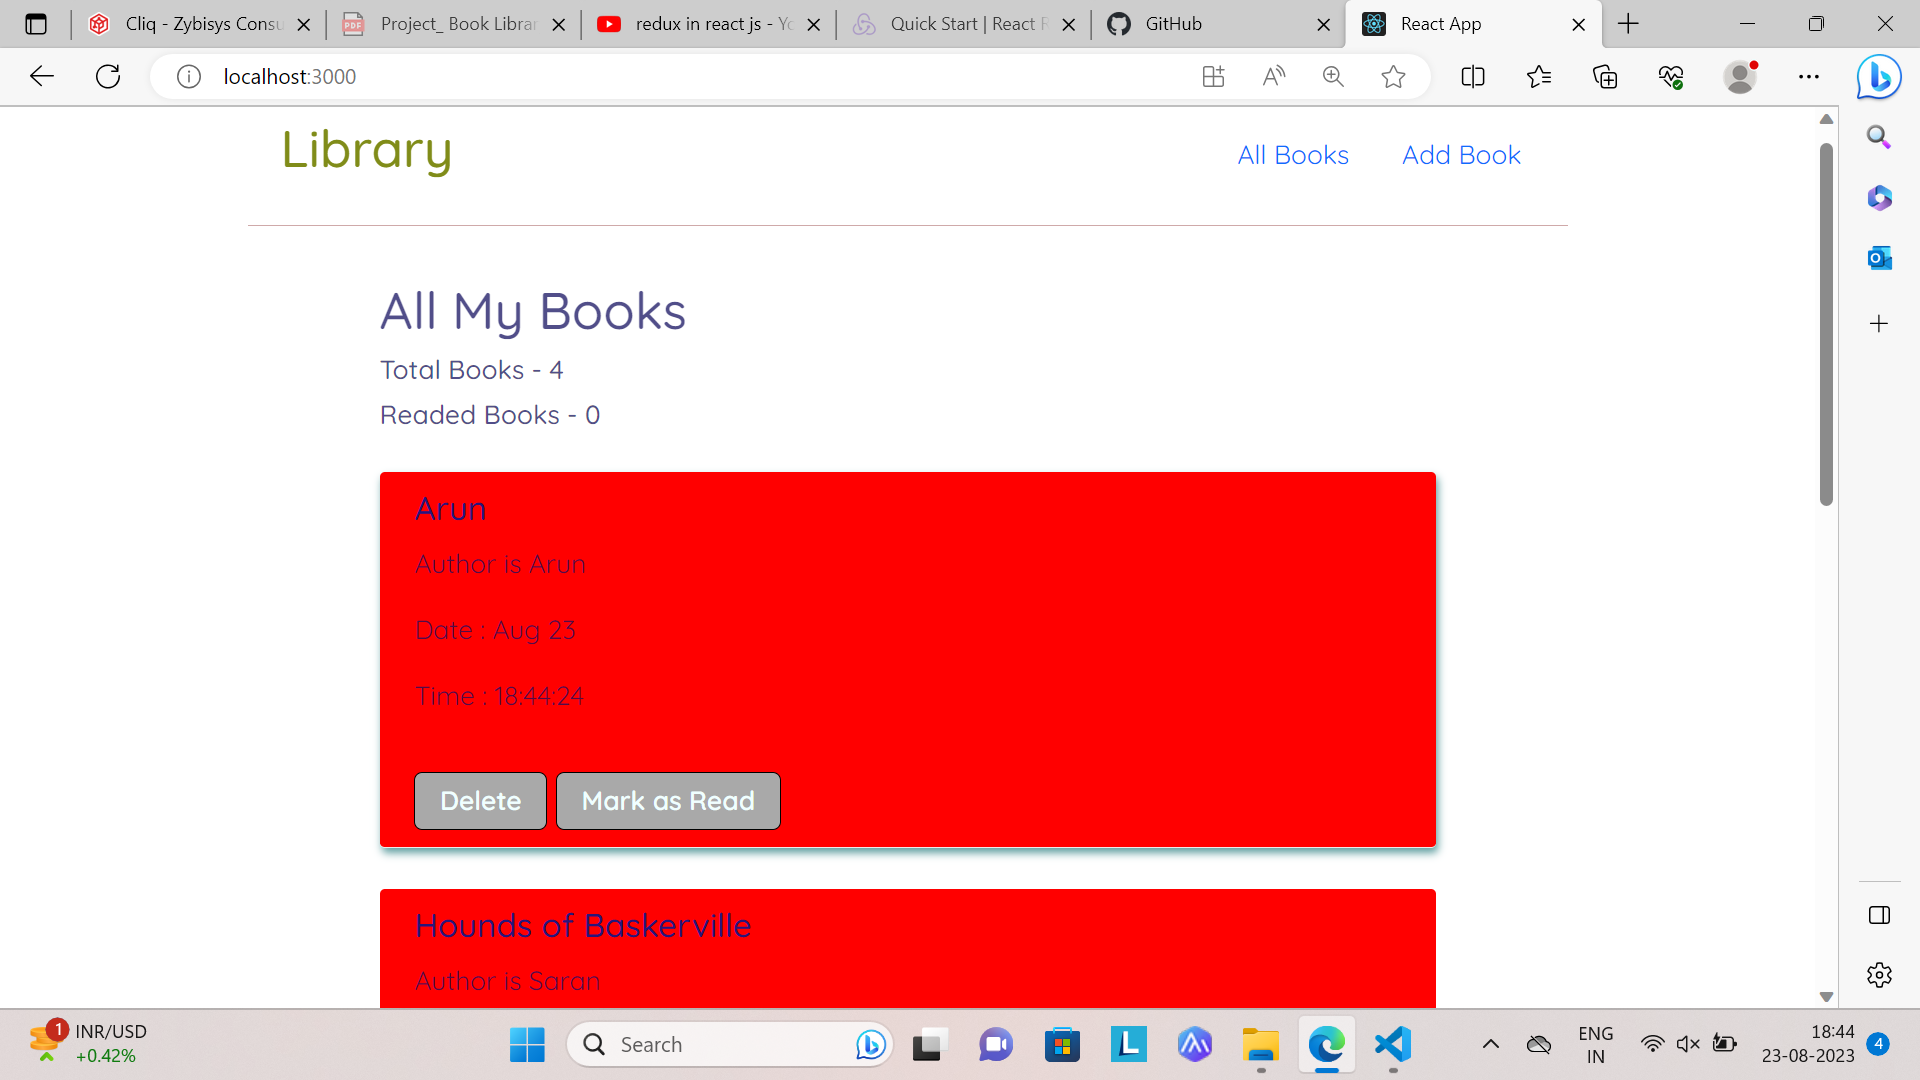 Cliq - Zybisys Consu
Project_ Book Librar
redux in react js - Yo
Quick Start | React R
GitHub
React App
localhost:3000
Library
All Books
Add Book
All My Books
Total Books - 4
Readed Books - 0
Arun
Author is Arun
Date : Aug 23
Time : 18:44:24
Delete
Mark as Read
Hounds of Baskerville
Author is Saran
1
INR/USD
+0.42%
Search
ENG
IN
18:44
23-08-2023
4